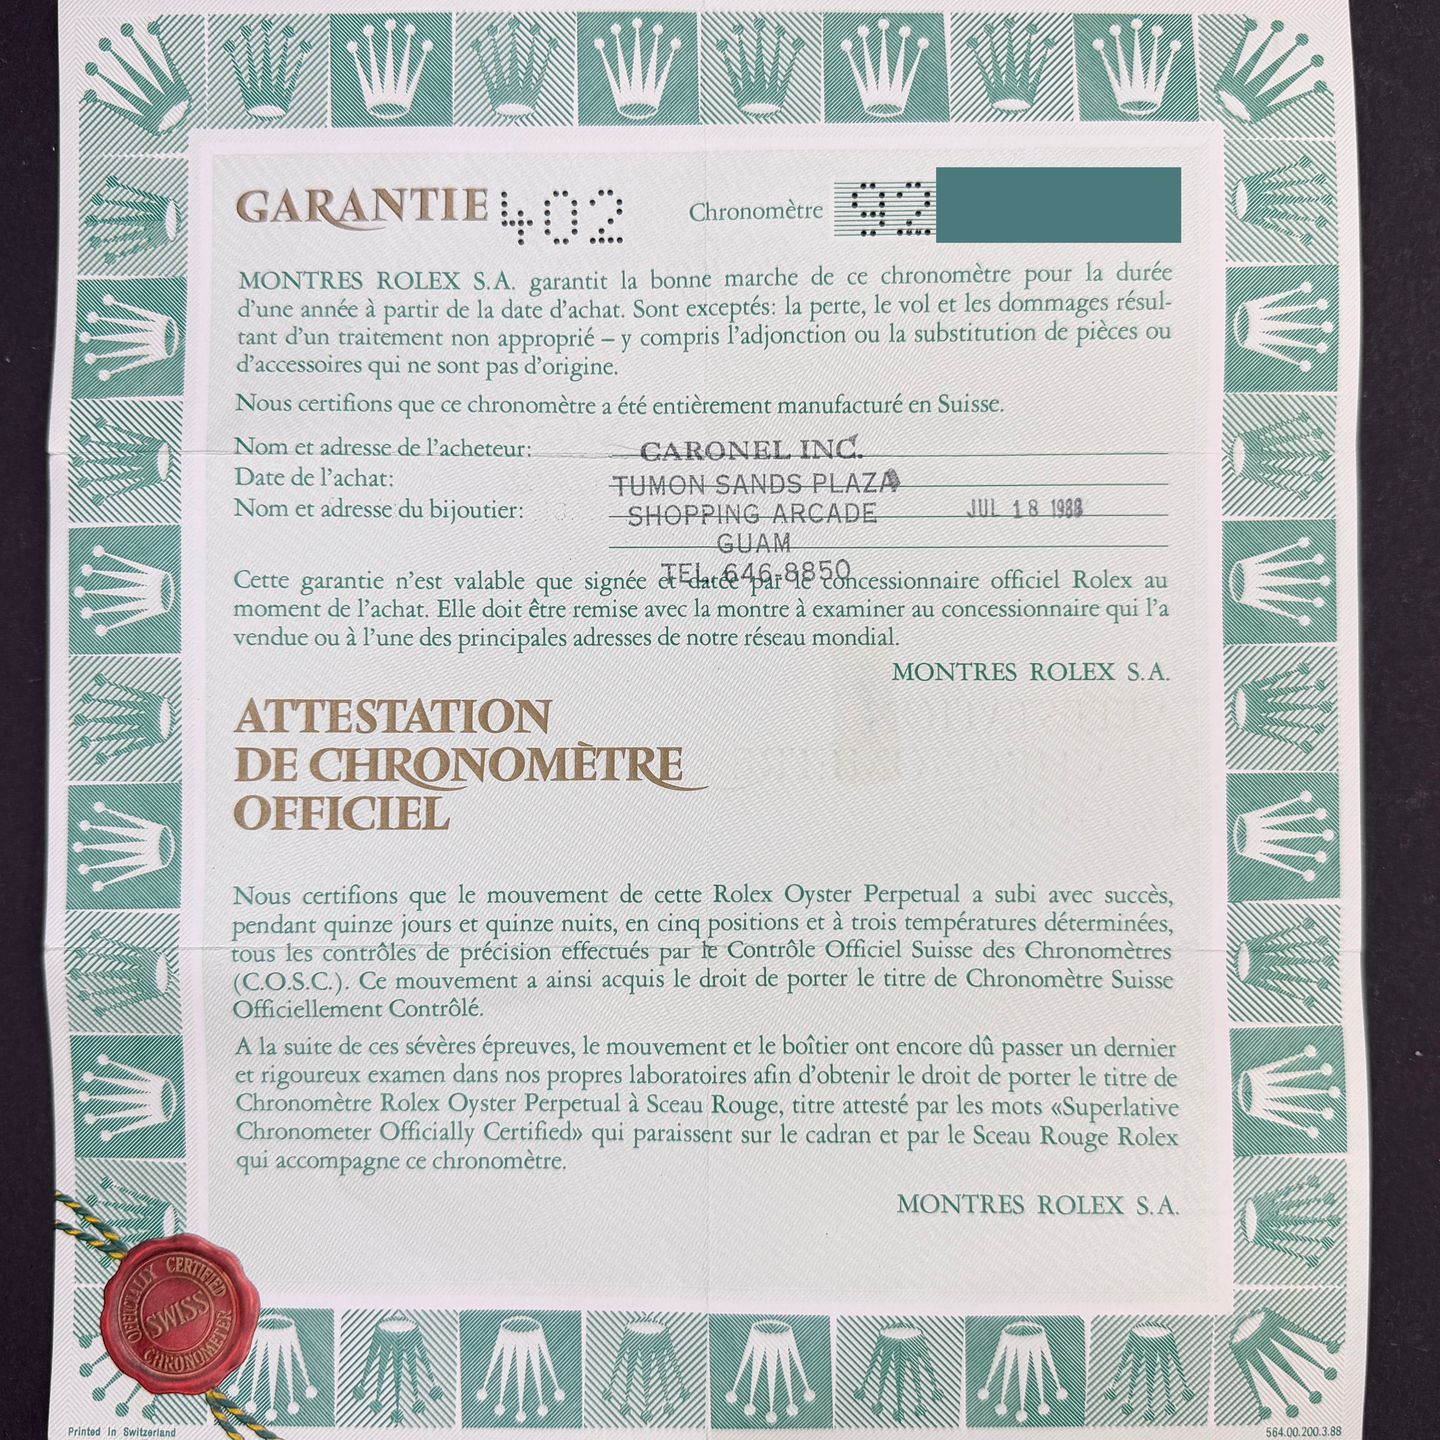 GARANTIE 402 Chronomètre 92
MONTRES ROLEX S.A. garantit la bonne marche de ce chronomètre pour la durée
d'une année à partir de la date d'achat. Sont exceptés: la perte, le vol et les dommages résul-
tant d'un traitement non approprié – y compris l'adjonction ou la substitution de pièces ou
d'accessoires qui ne sont pas d'origine.
Nous certifions que ce chronomètre a été entièrement manufacturé en Suisse.
Nom et adresse de l'acheteur: CARONEL INC.
Date de l'achat: TUMON SANDS PLAZA
Nom et adresse du bijoutier: SHOPPING ARCADE JUL 18
GUAM
TEL 646-8850
Cette garantie n'est valable que signée et datée par le concessionnaire officiel Rolex au
moment de l'achat. Elle doit être remise avec la montre à examiner au concessionnaire qui l'a
vendue ou à l'une des principales adresses de notre réseau mondial.
MONTRES ROLEX S.A.
ATTESTATION
DE CHRONOMÈTRE
OFFICIEL
Nous certifions que le mouvement de cette Rolex Oyster Perpetual a subi avec succès,
pendant quinze jours et quinze nuits, en cinq positions et à trois températures déterminées,
tous les contrôles de précision effectués par le Contrôle Officiel Suisse des Chronomètres
(C.O.S.C.). Ce mouvement a ainsi acquis le droit de porter le titre de Chronomètre Suisse
Officiellement Contrôlé.
A la suite de ces sévères épreuves, le mouvement et le boîtier ont encore dû passer un dernier
et rigoureux examen dans nos propres laboratoires afin d'obtenir le droit de porter le titre de
Chronomètre Rolex Oyster Perpetual à Sceau Rouge, titre attesté par les mots «Superlative
Chronometer Officially Certified» qui paraissent sur le cadran et par le Sceau Rouge Rolex
qui accompagne ce chronomètre.
MONTRES ROLEX S.A.
OFFICIALLY CERTIFIED
SWISS
CHRONOMETER
Printed in Switzerland 564.00.200.3.88